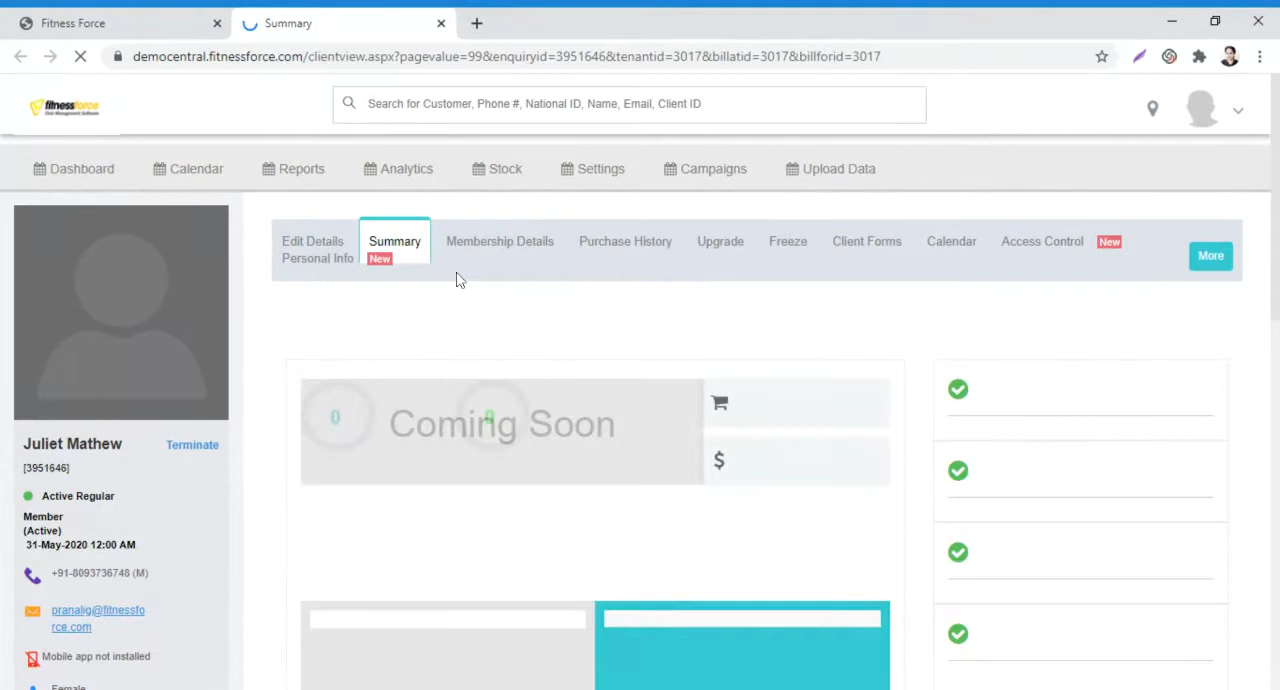 Fitness Force
Summary
democentral.fitnessforce.com/clientview.aspx?pagevalue=99&enquiryid=3951646&tenantid=3017&billatid=3017&billforid=3017
fitnessforce
Search for Customer, Phone #, National ID, Name, Email, Client ID
Dashboard
Calendar
Reports
Analytics
Stock
Settings
Campaigns
Upload Data
Edit Details
Personal Info
Summary
New
Membership Details
Purchase History
Upgrade
Freeze
Client Forms
Calendar
Access Control New
More
0
0
Coming Soon
$
Juliet Mathew Terminate
[3951646]
Active Regular
Member
(Active)
31-May-2020 12:00 AM
+91-8093736748 (M)
pranalig@fitnessfo
rce.com
Mobile app not installed
Female